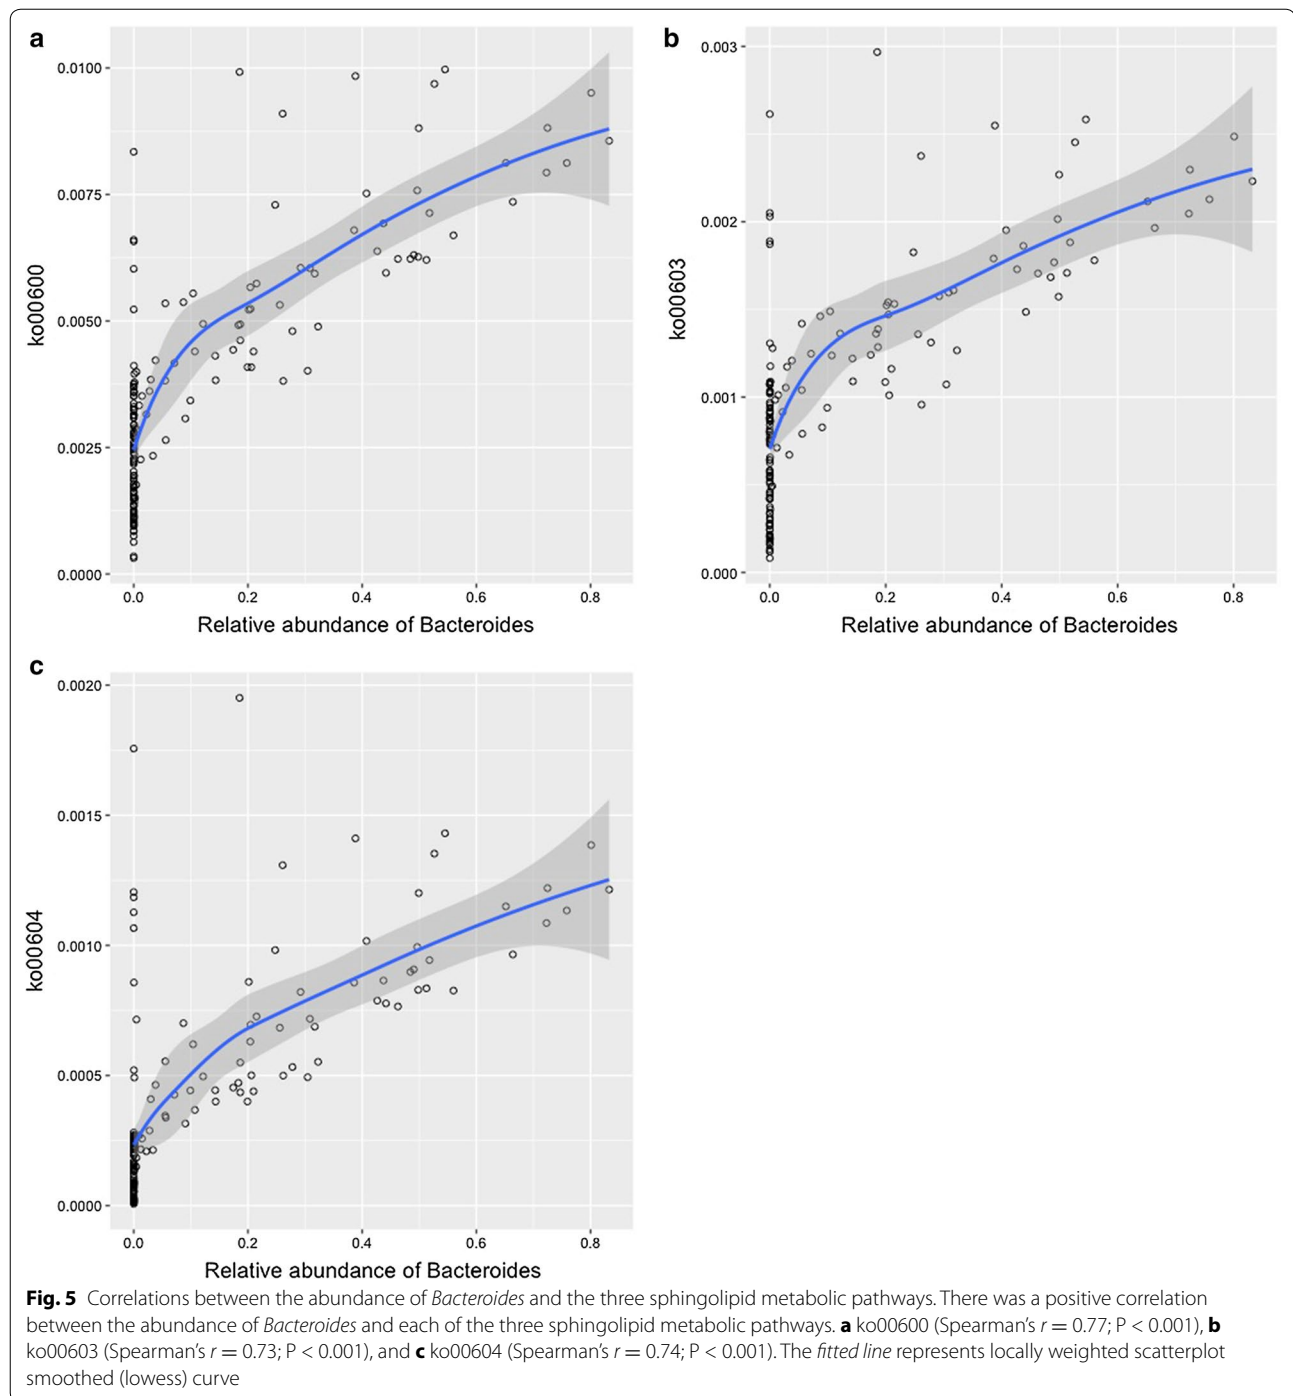 a
0.0100
0.0075
0.0050
0.0025
0.0000
ko00600
0.0 0.2 0.4 0.6 0.8
Relative abundance of Bacteroides
b
0.003
0.002
0.001
0.000
ko00603
0.0 0.2 0.4 0.6 0.8
Relative abundance of Bacteroides
c
0.0020
0.0015
0.0010
0.0005
0.0000
ko00604
0.0 0.2 0.4 0.6 0.8
Relative abundance of Bacteroides
Fig. 5 Correlations between the abundance of Bacteroides and the three sphingolipid metabolic pathways. There was a positive correlation
between the abundance of Bacteroides and each of the three sphingolipid metabolic pathways. a ko00600 (Spearman's r = 0.77; P < 0.001), b
ko00603 (Spearman's r = 0.73; P < 0.001), and c ko00604 (Spearman's r = 0.74; P < 0.001). The fitted line represents locally weighted scatterplot
smoothed (lowess) curve